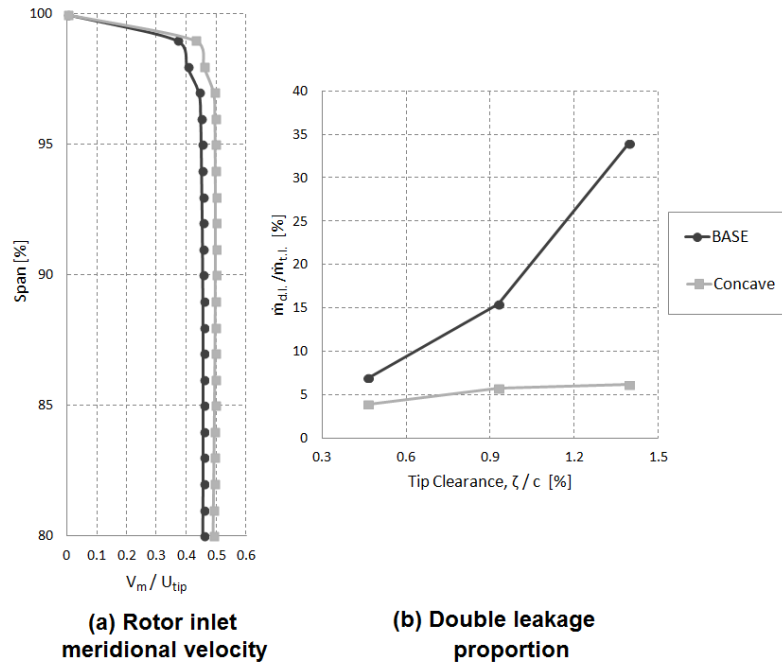 100
95
90
85
80
Span [%]
0 0.1 0.2 0.3 0.4 0.5 0.6
Vm / Utip
(a) Rotor inlet
meridional velocity
40
35
30
25
20
15
10
5
0
ṁd.l./ṁt.l. [%]
0.3 0.6 0.9 1.2 1.5
Tip Clearance, ζ / c [%]
(b) Double leakage
proportion
BASE
Concave